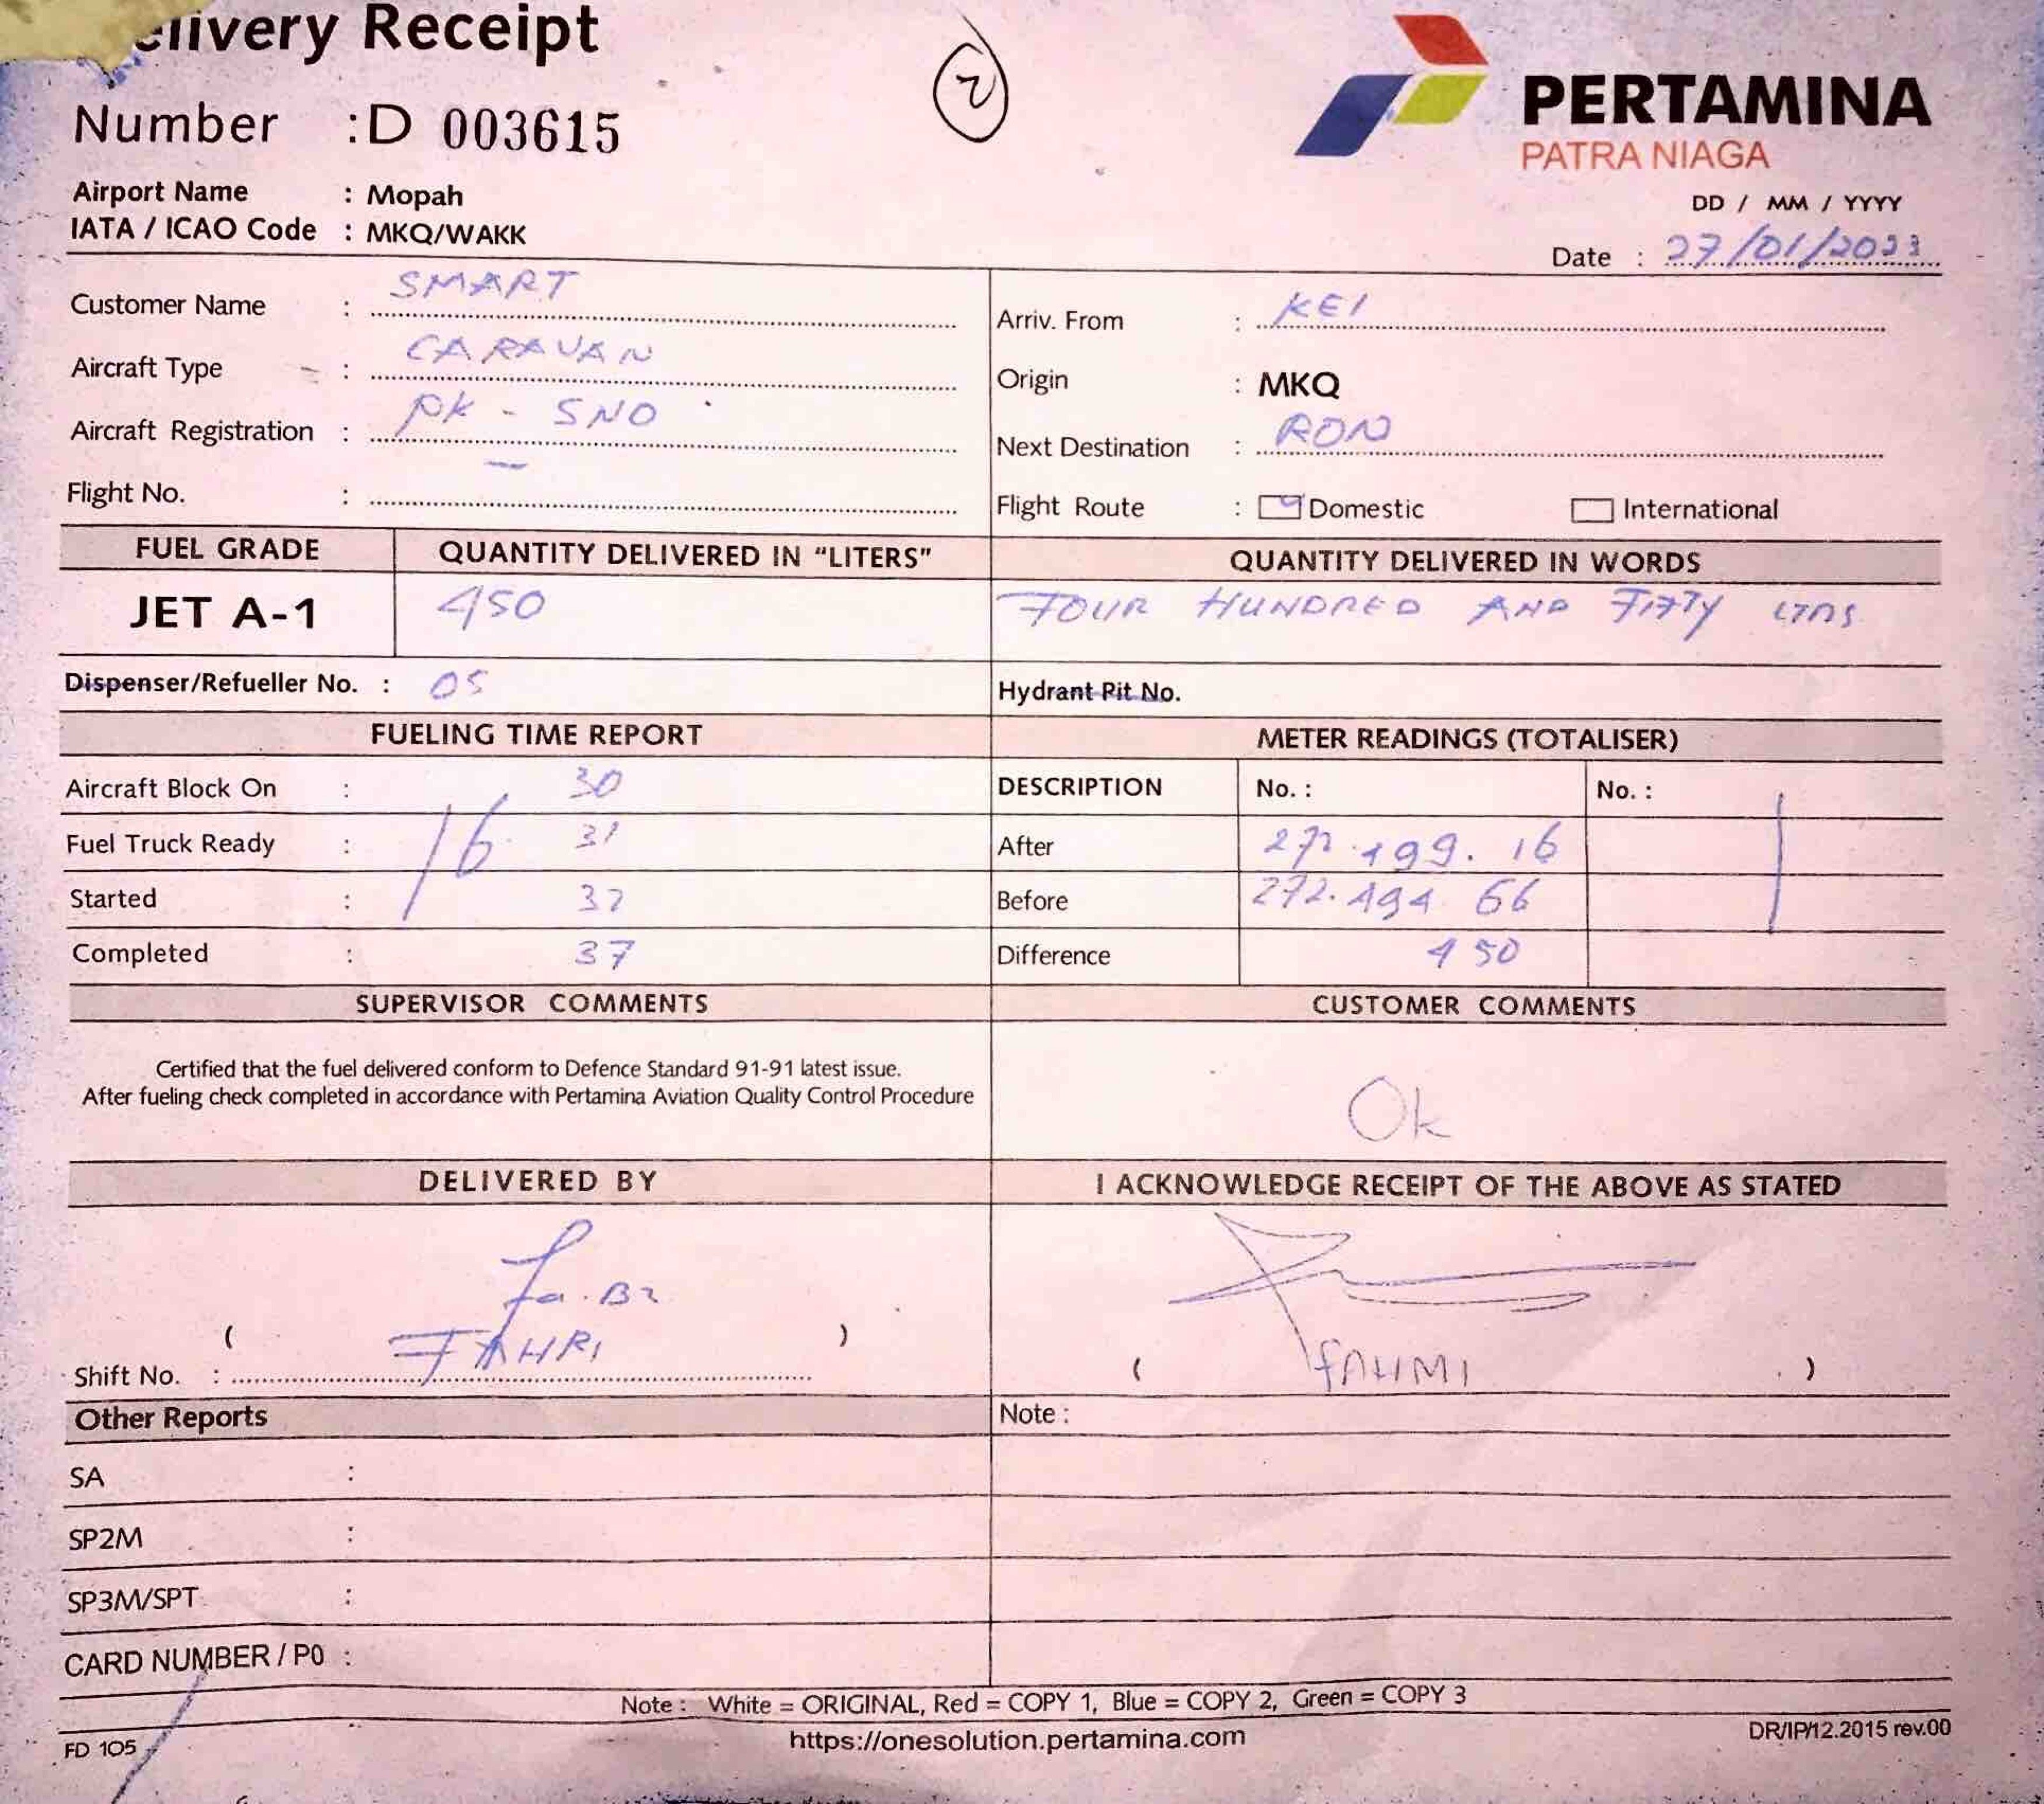 elivery Receipt
2
PERTAMINA
PATRA NIAGA
Number : D 003615
Airport Name : Mopah
IATA / ICAO Code : MKQ/WAKK
DD / MM / YYYY
Date : 27/01/2023
Customer Name : SMART
Aircraft Type : CARAVAN
Aircraft Registration : PK - SNO
Flight No. : -
Arriv. From : KEI
Origin : MKQ
Next Destination : RON
Flight Route : Domestic International
FUEL GRADE QUANTITY DELIVERED IN “LITERS” QUANTITY DELIVERED IN WORDS
JET A-1 450 FOUR HUNDRED AND FIFTY LTRS
Dispenser/Refueller No. : 05 Hydrant Pit No.
FUELING TIME REPORT METER READINGS (TOTALISER)
Aircraft Block On : 30 DESCRIPTION No. : No. :
Fuel Truck Ready : 16 31 After 272.499.16
Started : 32 Before 272.494 66
Completed : 37 Difference 450
SUPERVISOR COMMENTS CUSTOMER COMMENTS
Certified that the fuel delivered conform to Defence Standard 91-91 latest issue.
After fueling check completed in accordance with Pertamina Aviation Quality Control Procedure
Ok
DELIVERED BY I ACKNOWLEDGE RECEIPT OF THE ABOVE AS STATED
( FAHRI )
Shift No. :
( FAHMI )
Other Reports Note :
SA :
SP2M :
SP3M/SPT :
CARD NUMBER / P0 :
Note : White = ORIGINAL, Red = COPY 1, Blue = COPY 2, Green = COPY 3
FD 105 https://onesolution.pertamina.com DR/IP/12.2015 rev.00